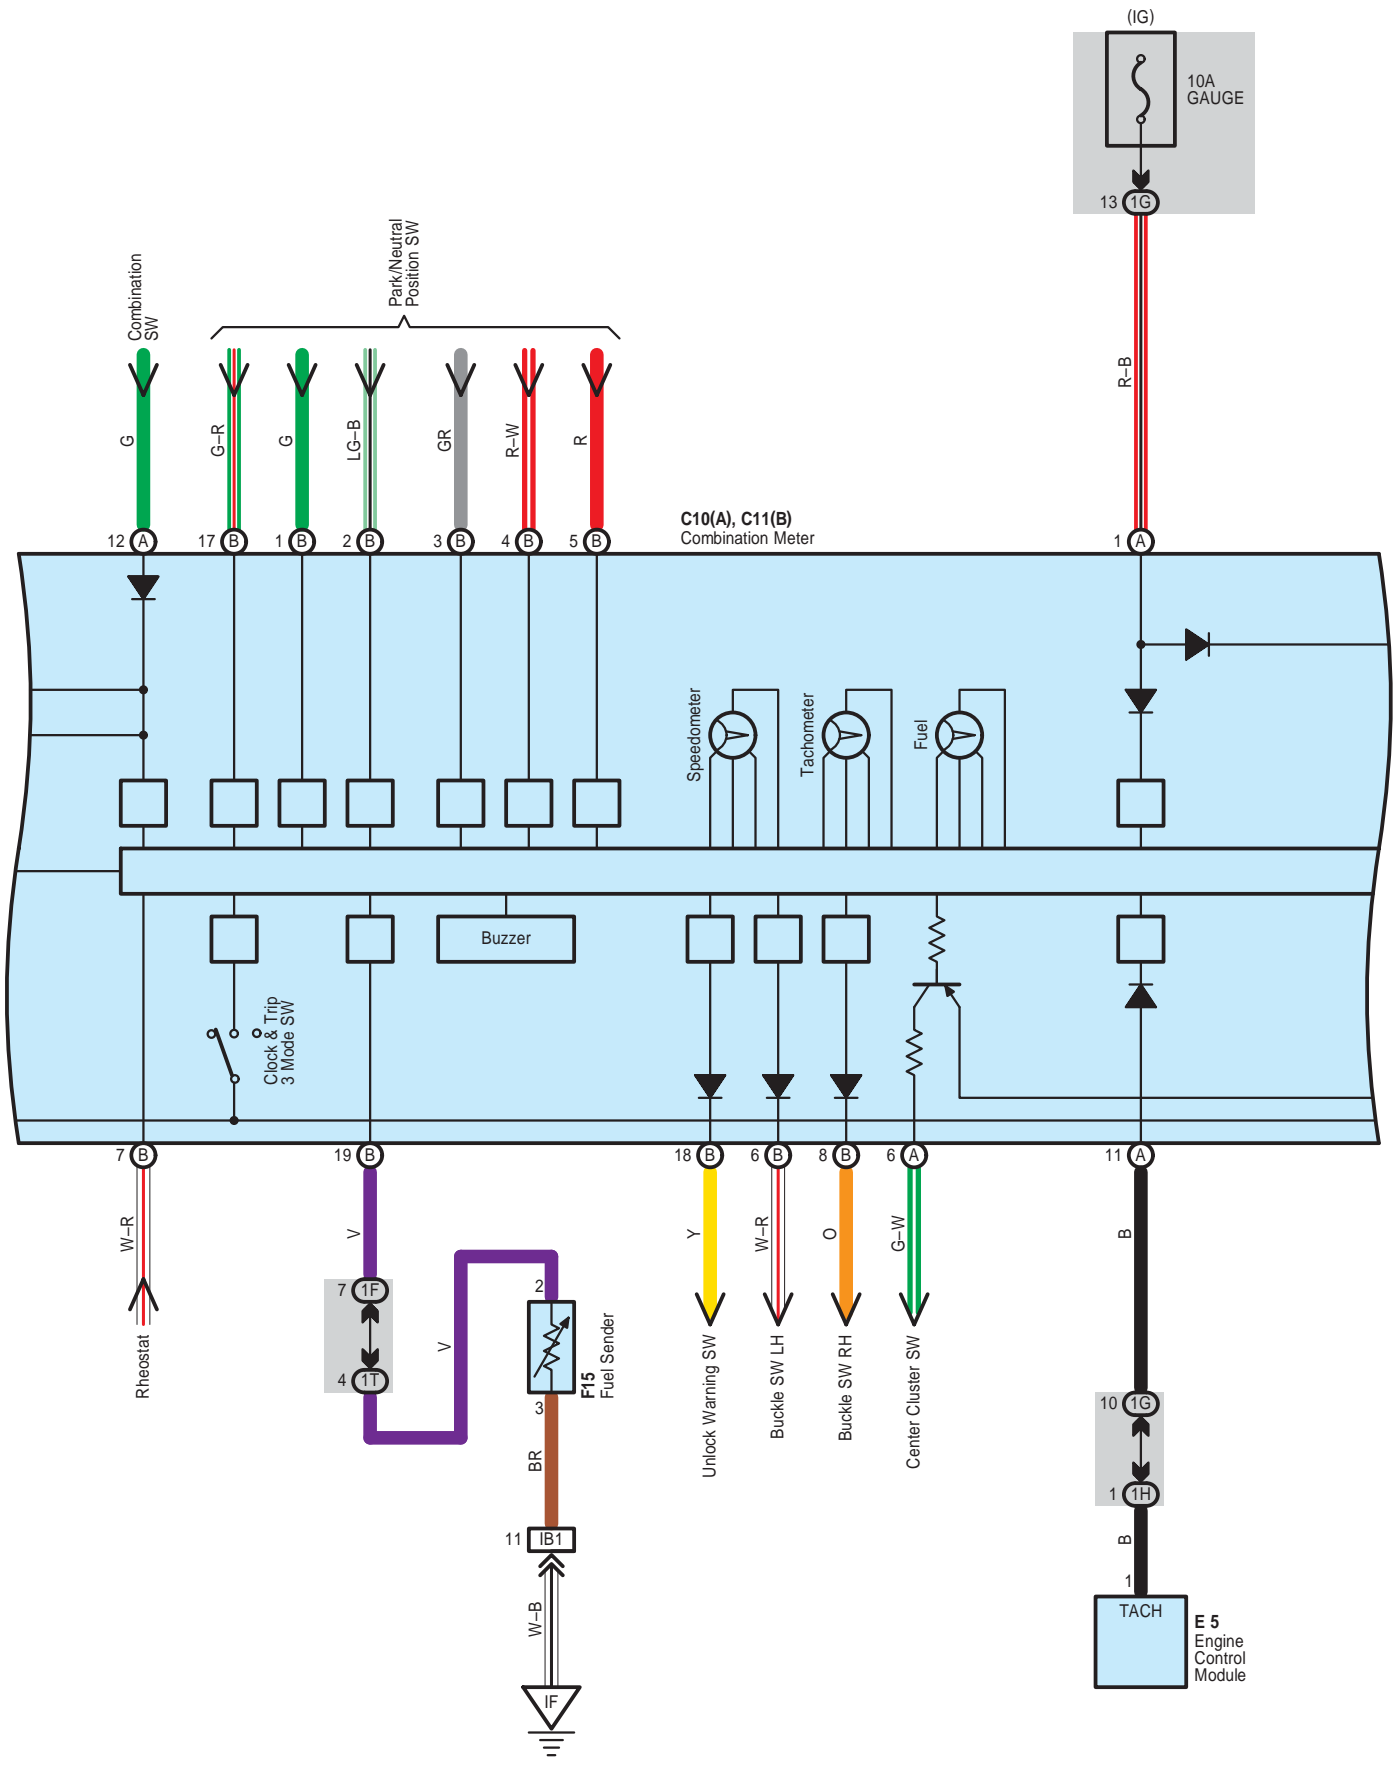 (IG)
10A
GAUGE
13 1G
Combination
SW
Park/Neutral
Position SW
R–B
G
G–R
G
LG–B
GR
R–W
R
C10(A), C11(B)
Combination Meter
12 A
17 B
1 B
2 B
3 B
4 B
5 B
1 A
Speedometer
Tachometer
Fuel
Buzzer
Clock & Trip
3 Mode SW
7 B
19 B
18 B
6 B
8 B
6 A
11 A
W–R
V
Y
W–R
O
G–W
B
7 1F
4 1T
V
2
F15
Fuel Sender
3
BR
Rheostat
Unlock Warning SW
Buckle SW LH
Buckle SW RH
Center Cluster SW
10 1G
1 1H
B
1
11 IB1
W–B
IF
TACH
E 5
Engine
Control
Module